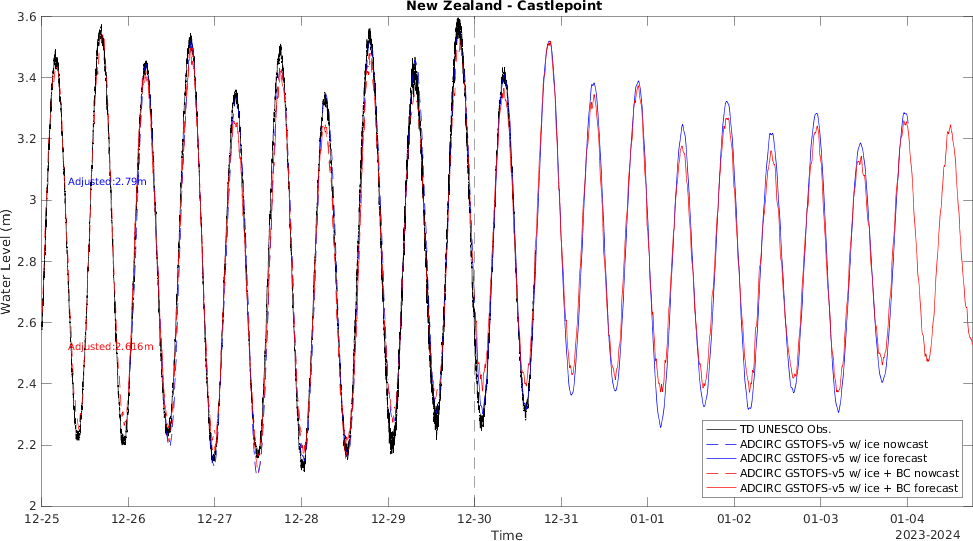 New Zealand - Castlepoint
3.6
3.4
3.2
3
2.8
2.6
2.4
2.2
2
Water Level (m)
Adjusted:2.79m
Adjusted:2.616m
TD UNESCO Obs.
ADCIRC GSTOFS-v5 w/ ice nowcast
ADCIRC GSTOFS-v5 w/ ice forecast
ADCIRC GSTOFS-v5 w/ ice + BC nowcast
ADCIRC GSTOFS-v5 w/ ice + BC forecast
12-25 12-26 12-27 12-28 12-29 12-30 12-31 01-01 01-02 01-03 01-04
Time
2023-2024